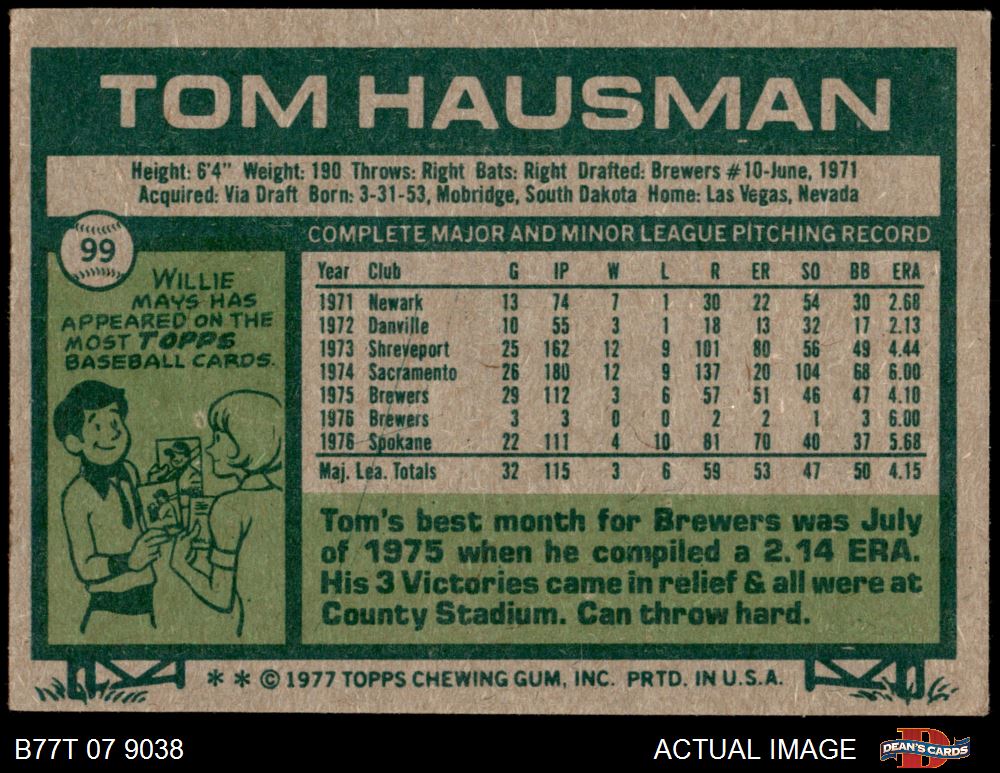 TOM HAUSMAN
Height: 6'4" Weight: 190 Throws: Right Bats: Right Drafted: Brewers #10-June, 1971
Acquired: Via Draft Born: 3-31-53, Mobridge, South Dakota Home: Las Vegas, Nevada
99
WILLIE
MAYS HAS
APPEARED ON THE
MOST TOPPS
BASEBALL CARDS.
COMPLETE MAJOR AND MINOR LEAGUE PITCHING RECORD
Year Club G IP W L R ER SO BB ERA
1971 Newark 13 74 7 1 30 22 54 30 2.68
1972 Danville 10 55 3 1 18 13 32 17 2.13
1973 Shreveport 25 162 12 9 101 80 56 49 4.44
1974 Sacramento 26 180 12 9 137 20 104 68 6.00
1975 Brewers 29 112 3 6 57 51 46 47 4.10
1976 Brewers 3 3 0 0 2 2 1 3 6.00
1976 Spokane 22 111 4 10 81 70 40 37 5.68
Maj. Lea. Totals 32 115 3 6 59 53 47 50 4.15
Tom's best month for Brewers was July
of 1975 when he compiled a 2.14 ERA.
His 3 Victories came in relief & all were at
County Stadium. Can throw hard.
* * © 1977 TOPPS CHEWING GUM, INC. PRTD. IN U.S.A.
B77T 07 9038
ACTUAL IMAGE
DEAN'S CARDS